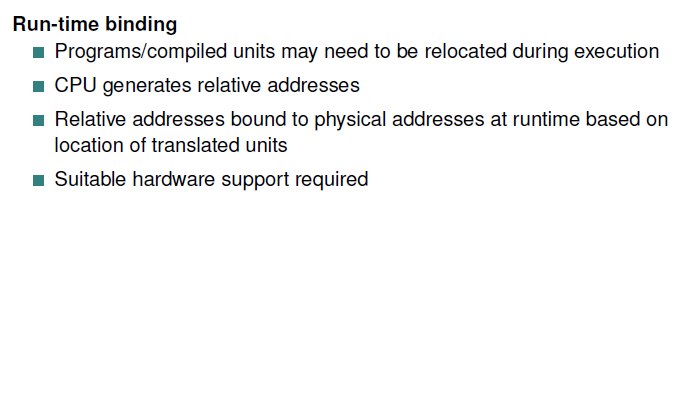 Run-time binding
Programs/compiled units may need to be relocated during execution
CPU generates relative addresses
Relative addresses bound to physical addresses at runtime based on
location of translated units
Suitable hardware support required